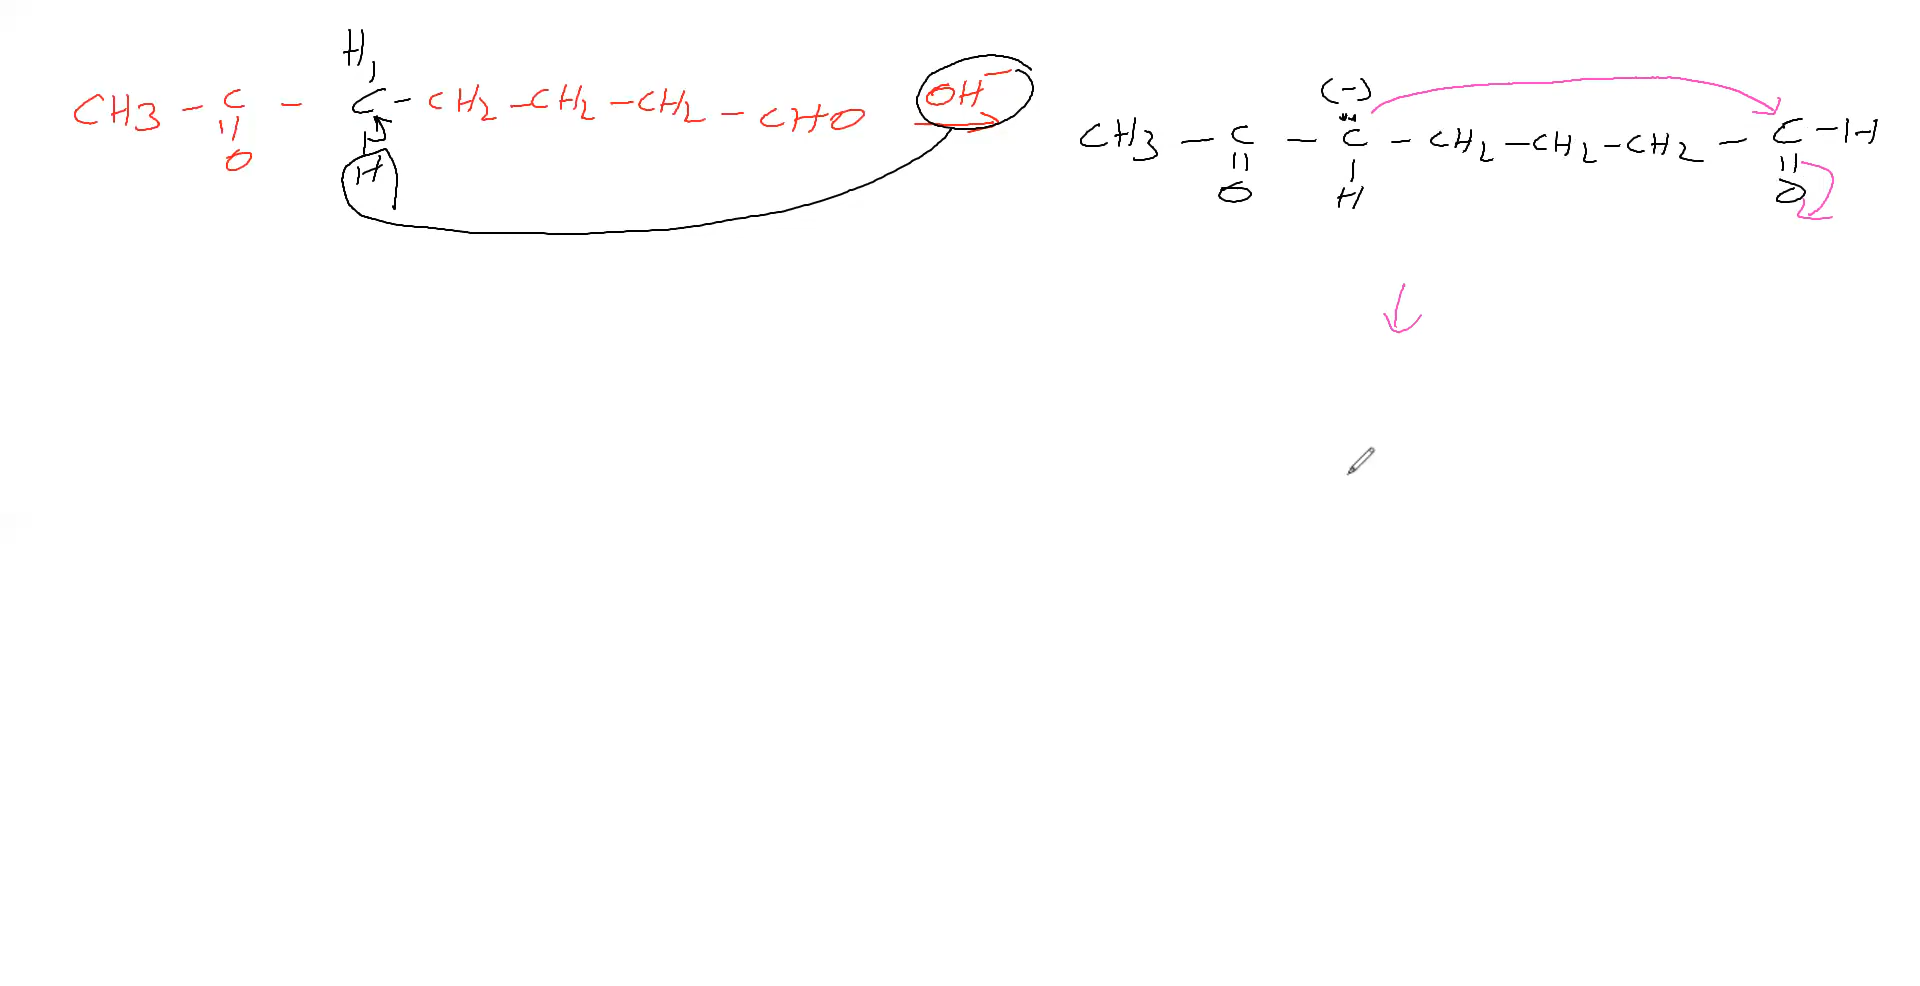 H
CH3 - C - C - CH2 - CH2 - CH2 - CHO OH⁻
O H
(-)
CH3 - C - C - CH2 - CH2 - CH2 - C - H
O H O